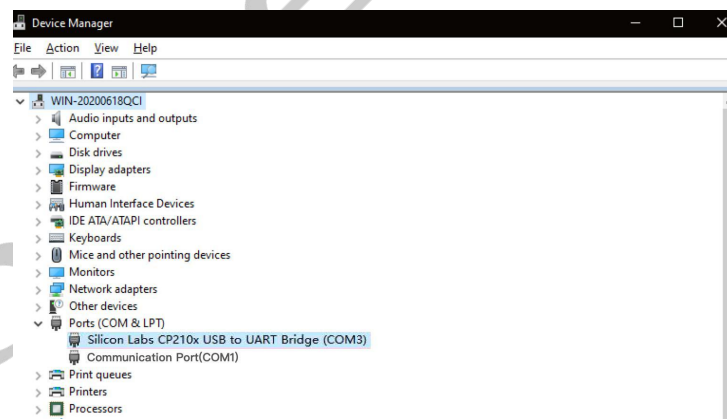 Device Manager
File Action View Help
WIN-20200618QCI
Audio inputs and outputs
Computer
Disk drives
Display adapters
Firmware
Human Interface Devices
IDE ATA/ATAPI controllers
Keyboards
Mice and other pointing devices
Monitors
Network adapters
Other devices
Ports (COM & LPT)
Silicon Labs CP210x USB to UART Bridge (COM3)
Communication Port(COM1)
Print queues
Printers
Processors